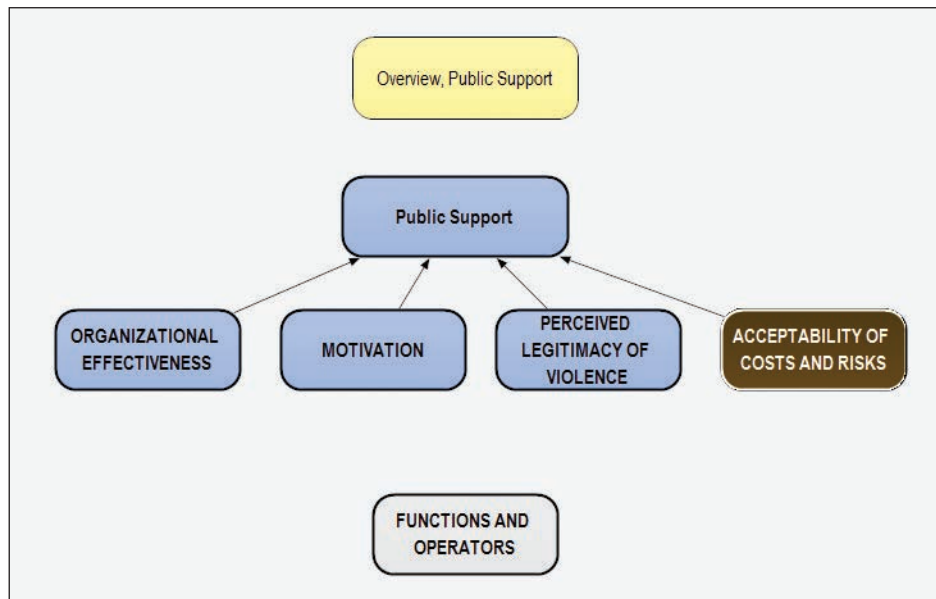 Overview, Public Support
Public Support
ORGANIZATIONAL
EFFECTIVENESS
MOTIVATION
PERCEIVED
LEGITIMACY OF
VIOLENCE
ACCEPTABILITY OF
COSTS AND RISKS
FUNCTIONS AND
OPERATORS